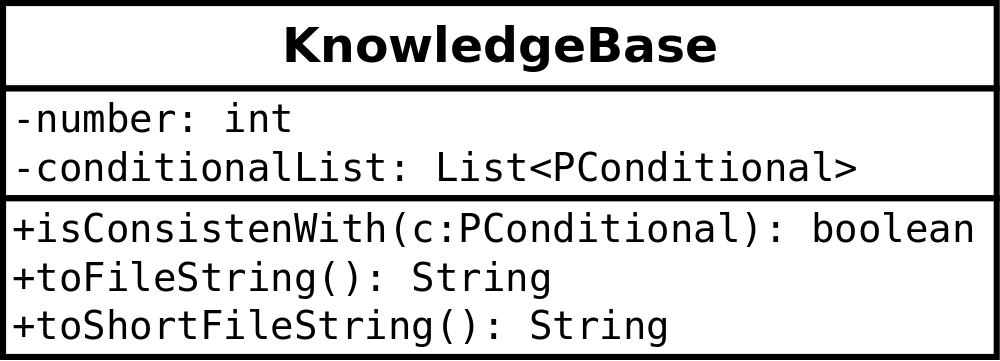 KnowledgeBase
-number: int
-conditionalList: List<PConditional>
+isConsistenWith(c:PConditional): boolean
+toFileString(): String
+toShortFileString(): String